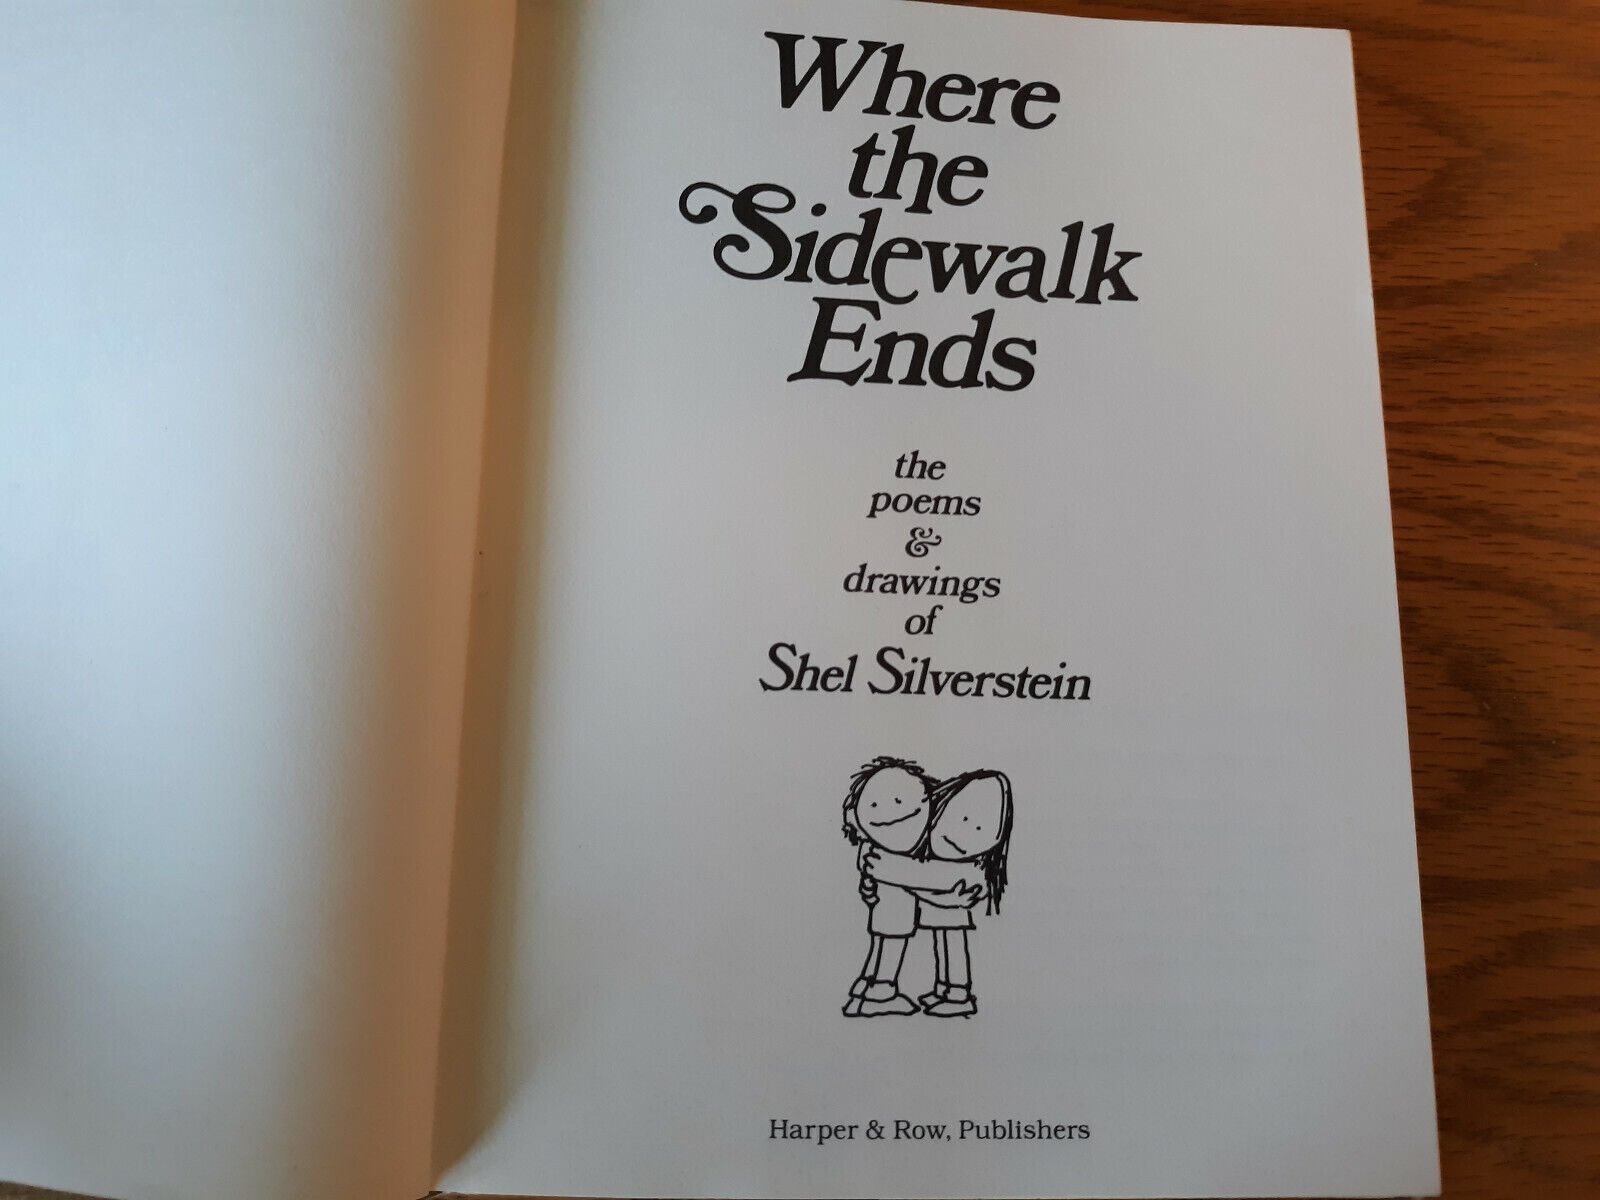 Where
the
Sidewalk
Ends
the
poems
&
drawings
of
Shel Silverstein
Harper & Row, Publishers